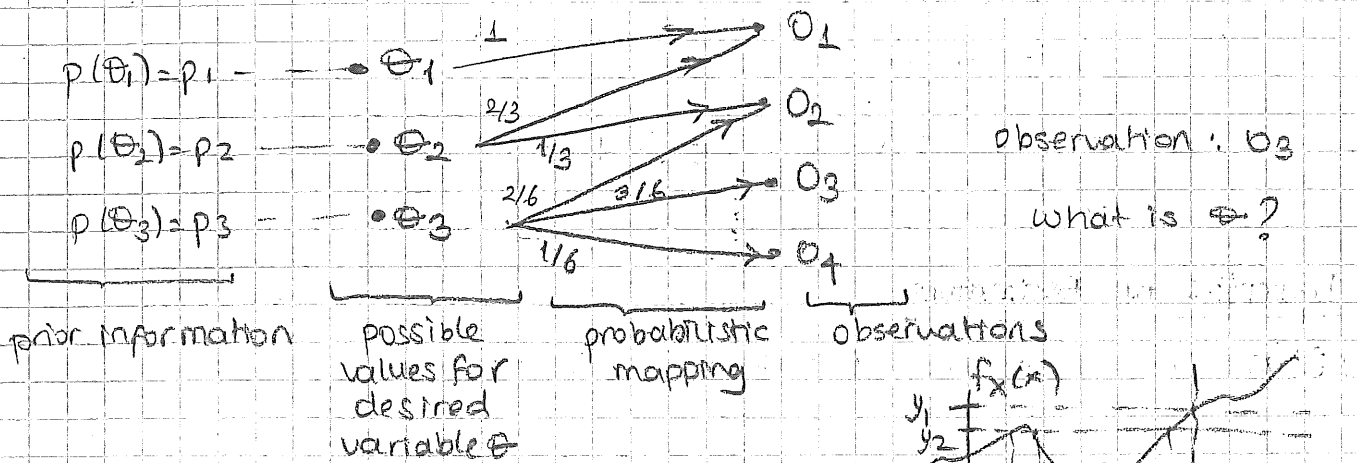 1
p(θ₁)=p₁ θ₁ O₁
2/3
O₂
p(θ₂)=p₂ θ₂ 1/3 observation : O₃
2/6 3/6 O₃
p(θ₃)=p₃ θ₃ what is θ?
1/6 O₄
prior information possible probabilistic observations
values for mapping fₓ(x)
desired y₁
variable θ y₂